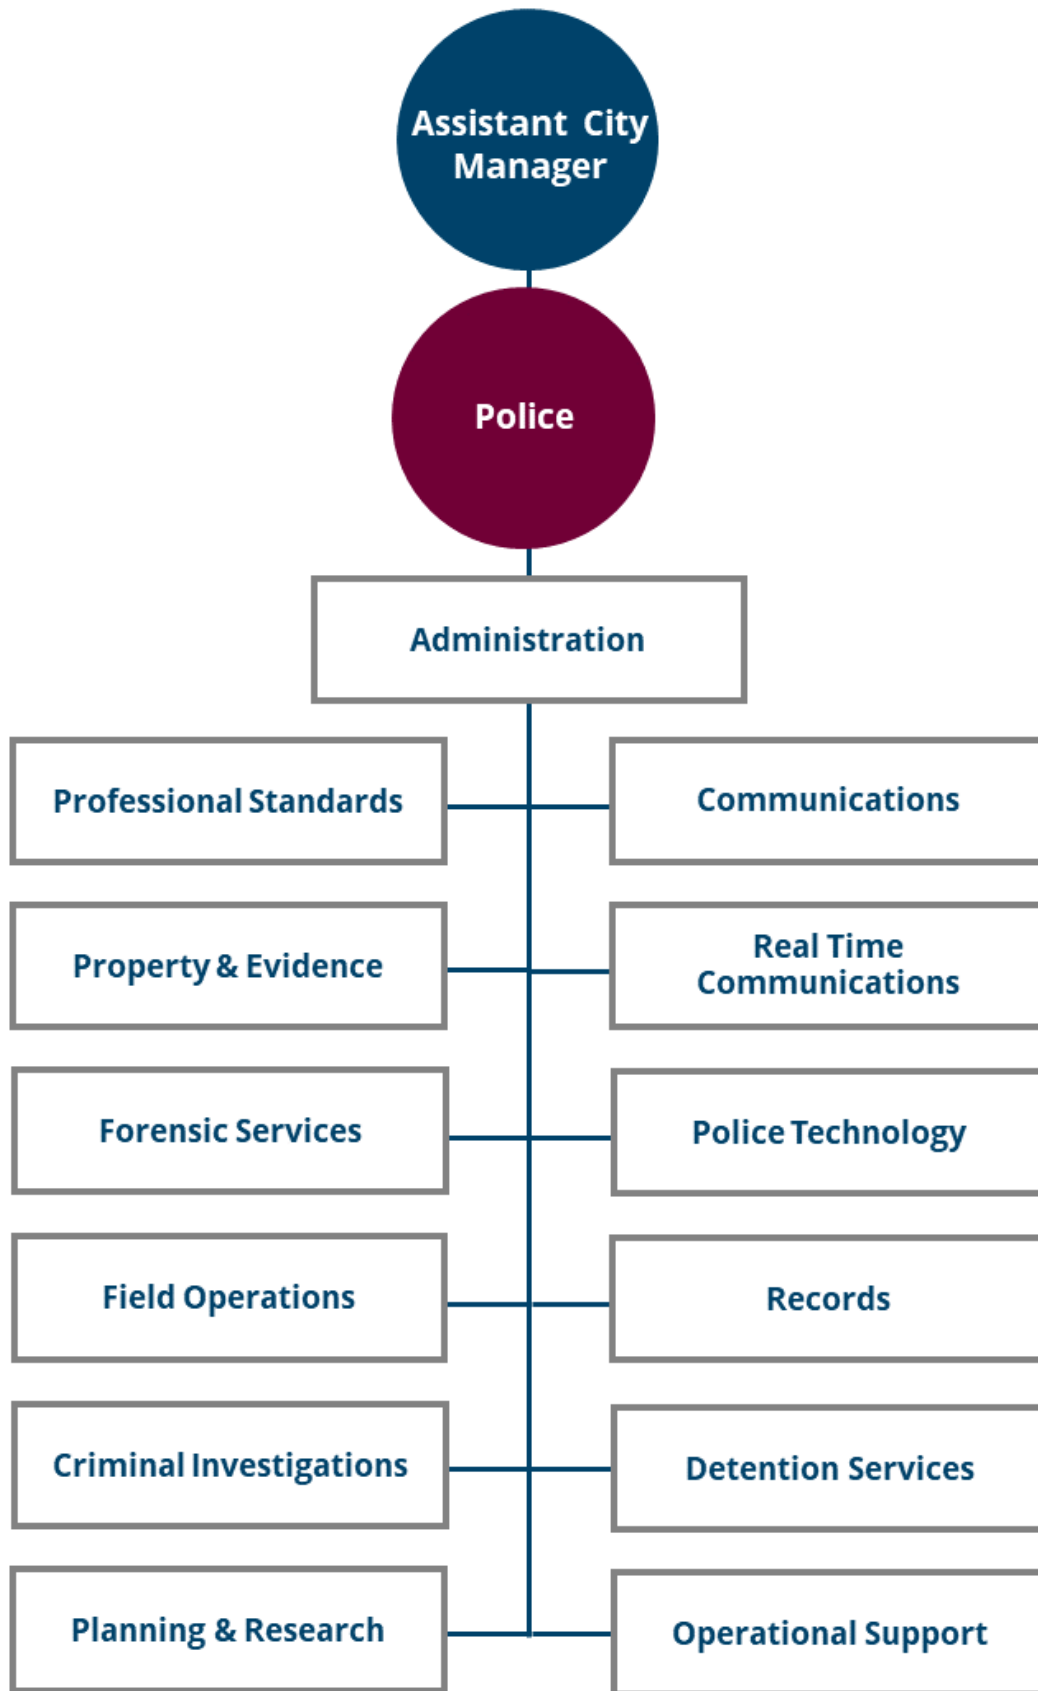 Assistant City
Manager
Police
Administration
Professional Standards
Communications
Property & Evidence
Real Time
Communications
Forensic Services
Police Technology
Field Operations
Records
Criminal Investigations
Detention Services
Planning & Research
Operational Support